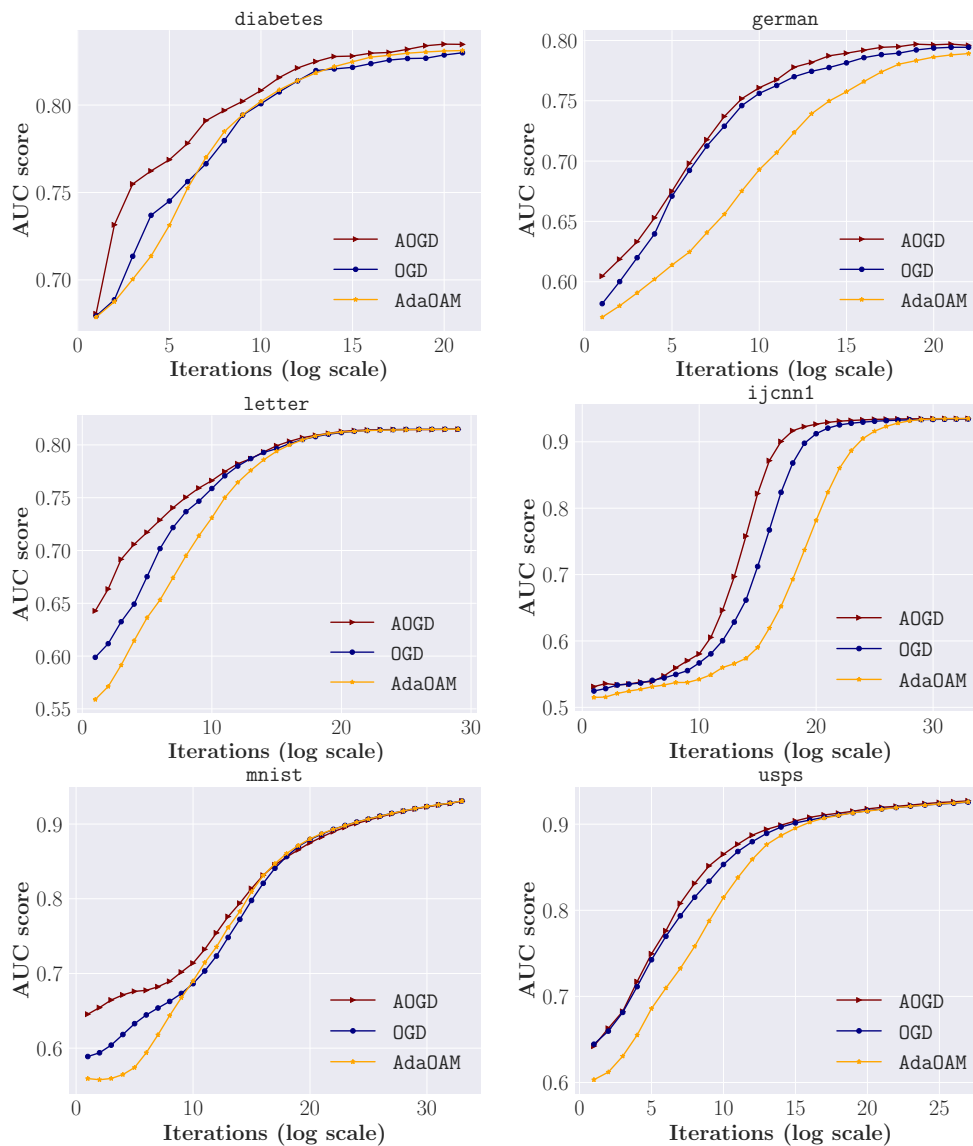 diabetes
0.80
0.75
0.70
AUC score
AOGD
OGD
AdaOAM
0 5 10 15 20
Iterations (log scale)
german
0.80
0.75
0.70
0.65
0.60
AUC score
AOGD
OGD
AdaOAM
0 5 10 15 20
Iterations (log scale)
letter
0.80
0.75
0.70
0.65
0.60
0.55
AUC score
AOGD
OGD
AdaOAM
0 10 20 30
Iterations (log scale)
ijcnn1
0.9
0.8
0.7
0.6
0.5
AUC score
AOGD
OGD
AdaOAM
0 10 20 30
Iterations (log scale)
mnist
0.9
0.8
0.7
0.6
AUC score
AOGD
OGD
AdaOAM
0 10 20 30
Iterations (log scale)
usps
0.9
0.8
0.7
0.6
AUC score
AOGD
OGD
AdaOAM
0 5 10 15 20 25
Iterations (log scale)